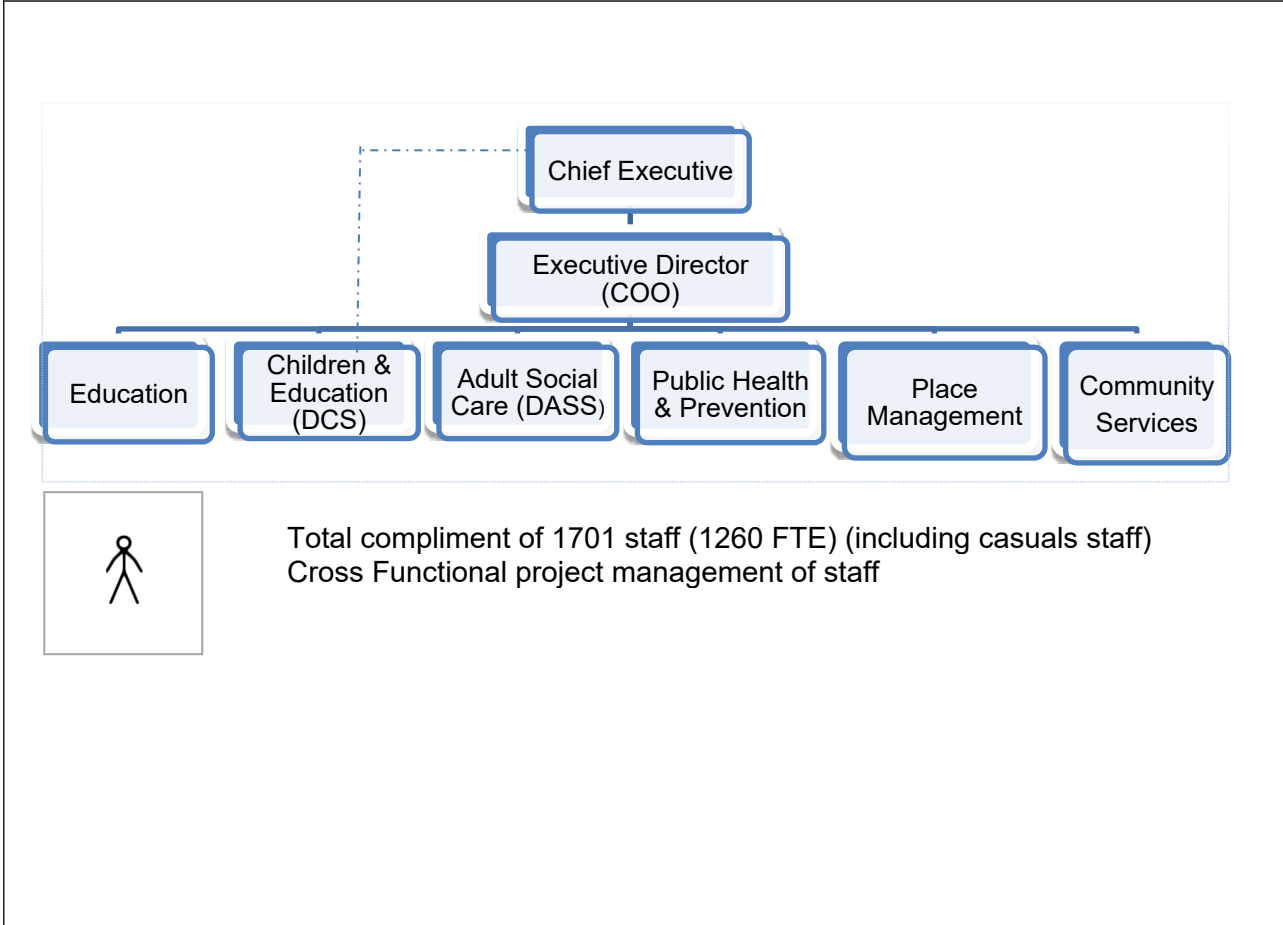 Chief Executive
Executive Director
(COO)
Education
Children &
Education
(DCS)
Adult Social
Care (DASS)
Public Health
& Prevention
Place
Management
Community
Services
Total compliment of 1701 staff (1260 FTE) (including casuals staff)
Cross Functional project management of staff